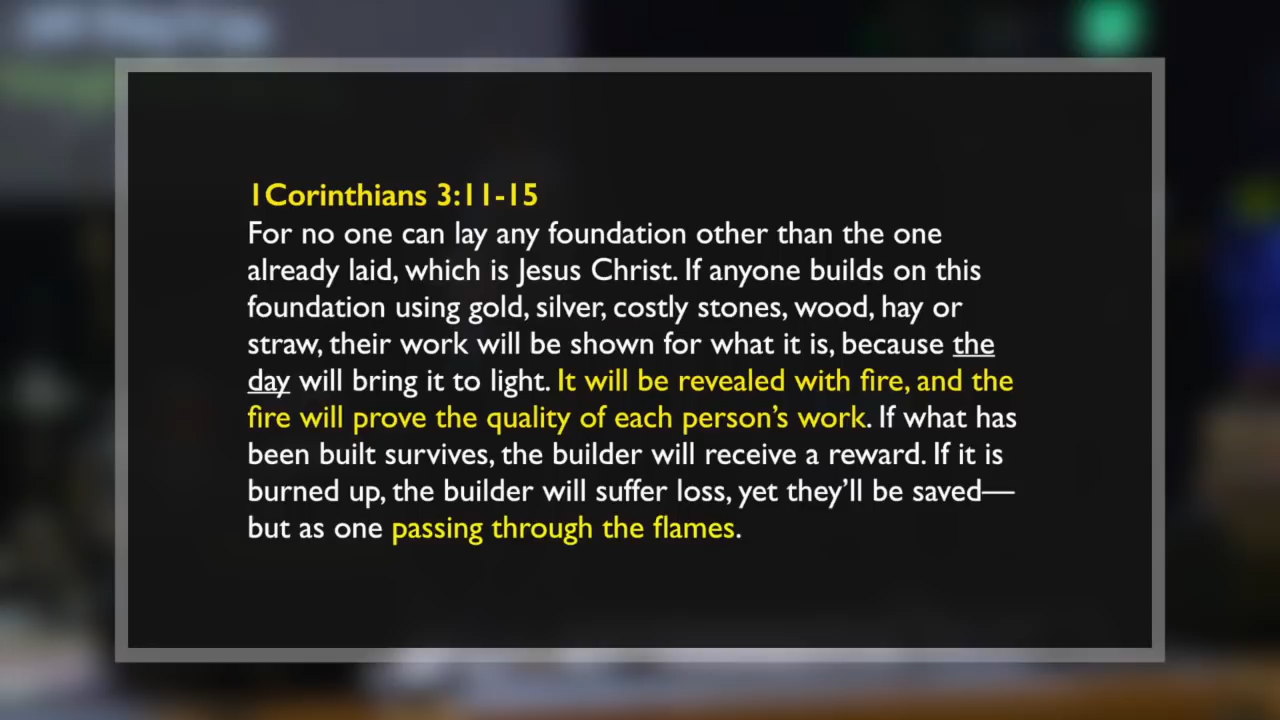 1Corinthians 3:11-15
For no one can lay any foundation other than the one
already laid, which is Jesus Christ. If anyone builds on this
foundation using gold, silver, costly stones, wood, hay or
straw, their work will be shown for what it is, because the
day will bring it to light. It will be revealed with fire, and the
fire will prove the quality of each person’s work. If what has
been built survives, the builder will receive a reward. If it is
burned up, the builder will suffer loss, yet they’ll be saved—
but as one passing through the flames.